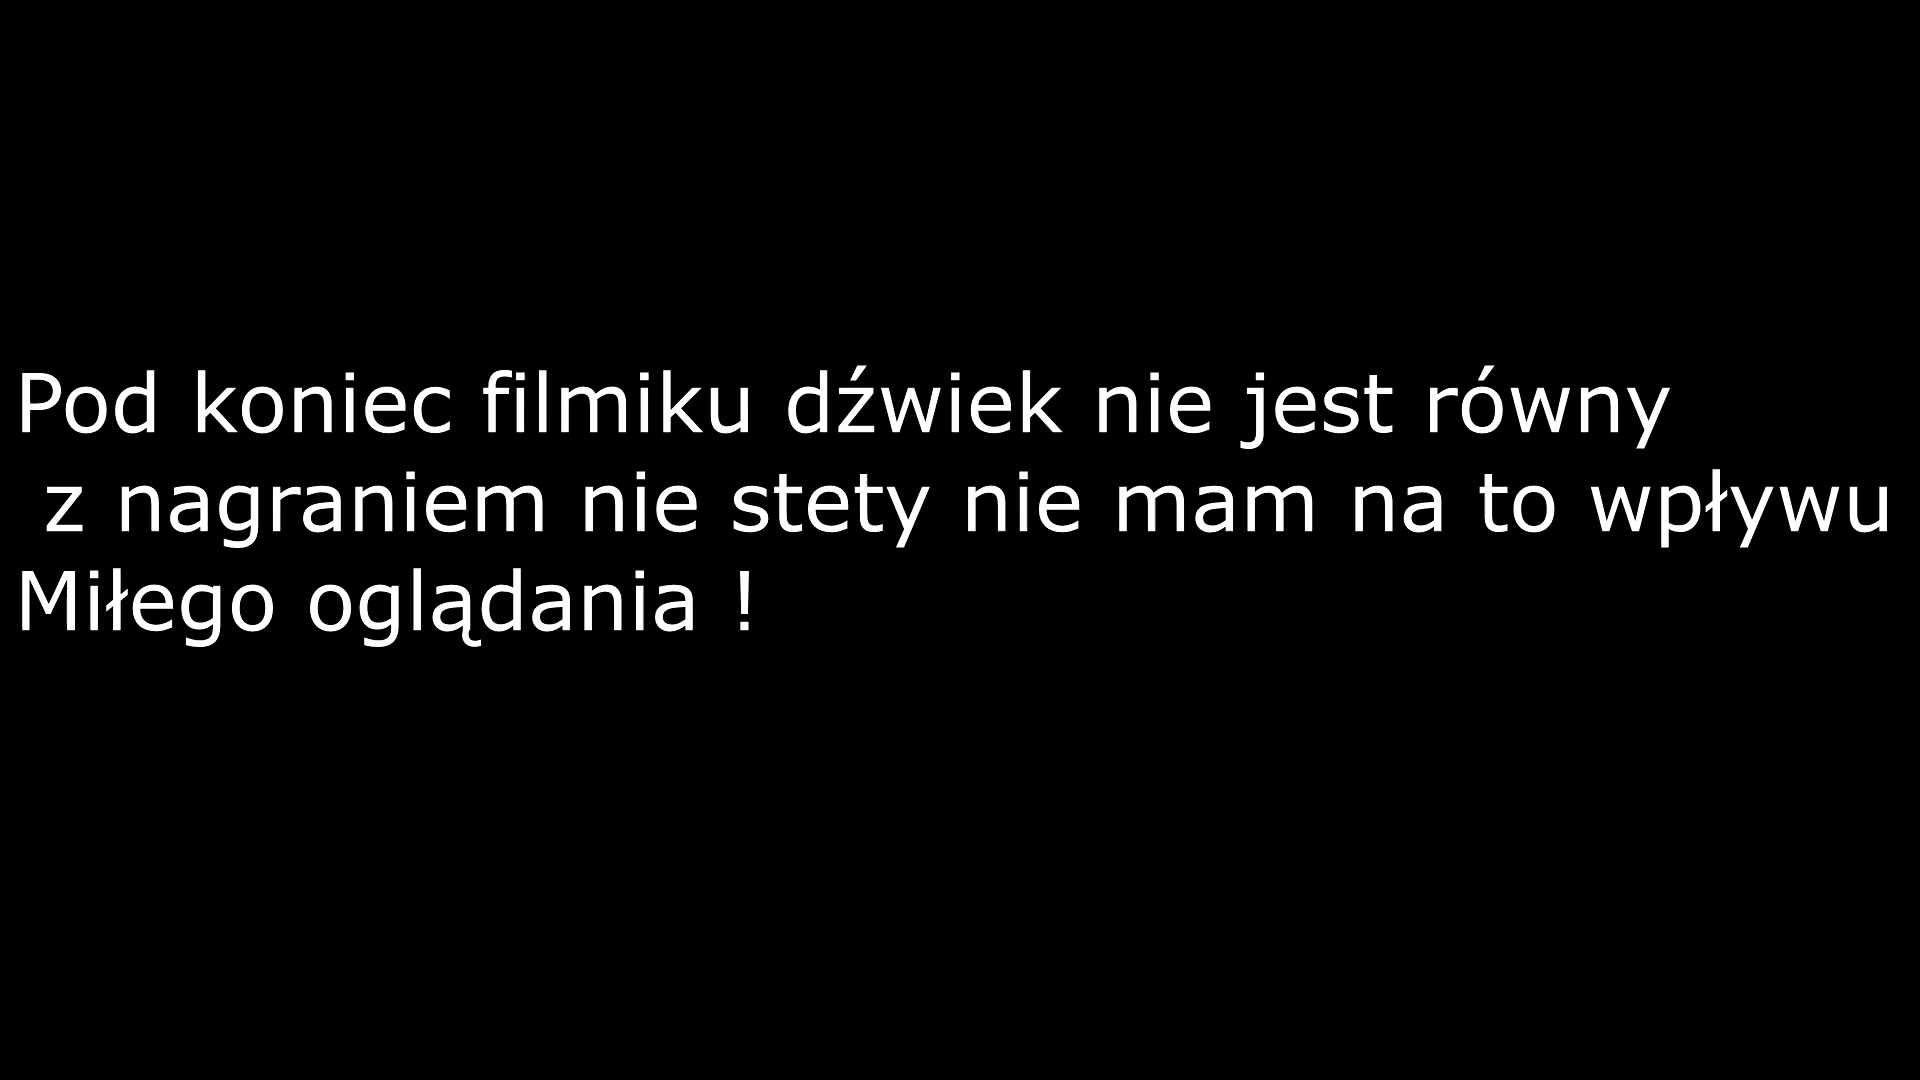 Pod koniec filmiku dźwiek nie jest równy
z nagraniem nie stety nie mam na to wpływu
Miłego oglądania !